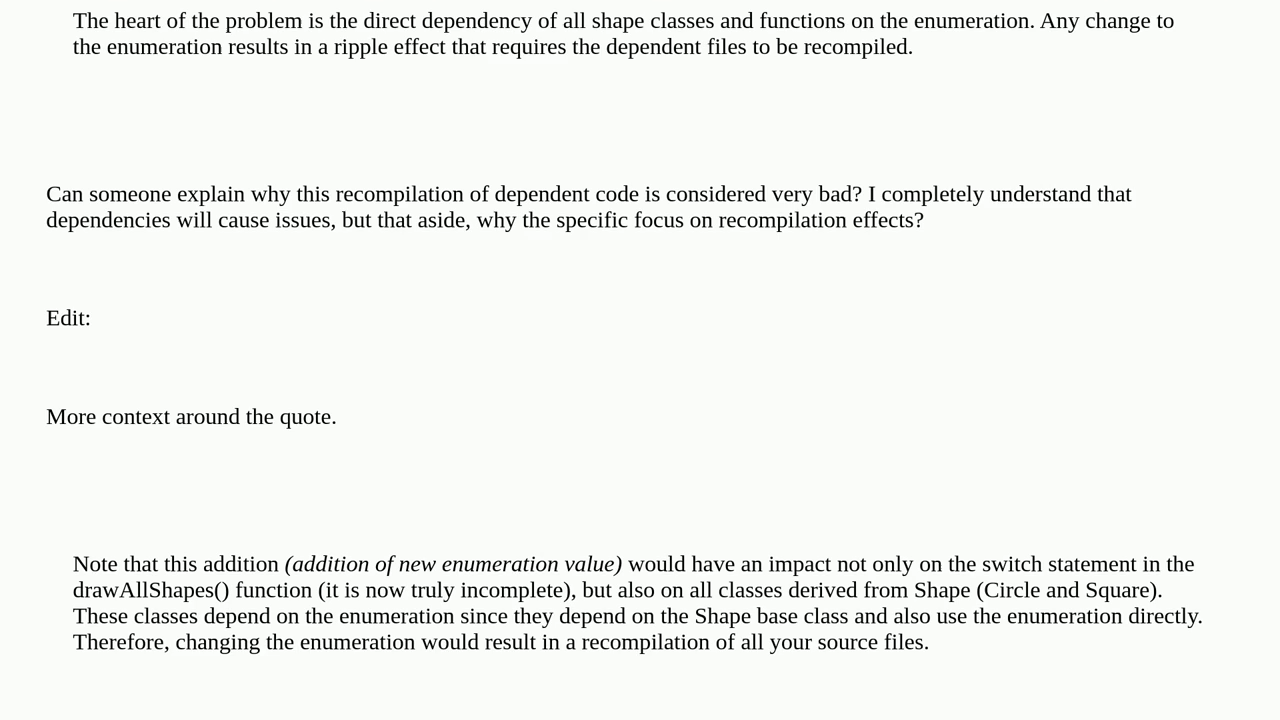 The heart of the problem is the direct dependency of all shape classes and functions on the enumeration. Any change to
the enumeration results in a ripple effect that requires the dependent files to be recompiled.
Can someone explain why this recompilation of dependent code is considered very bad? I completely understand that
dependencies will cause issues, but that aside, why the specific focus on recompilation effects?
Edit:
More context around the quote.
Note that this addition (addition of new enumeration value) would have an impact not only on the switch statement in the
drawAllShapes() function (it is now truly incomplete), but also on all classes derived from Shape (Circle and Square).
These classes depend on the enumeration since they depend on the Shape base class and also use the enumeration directly.
Therefore, changing the enumeration would result in a recompilation of all your source files.